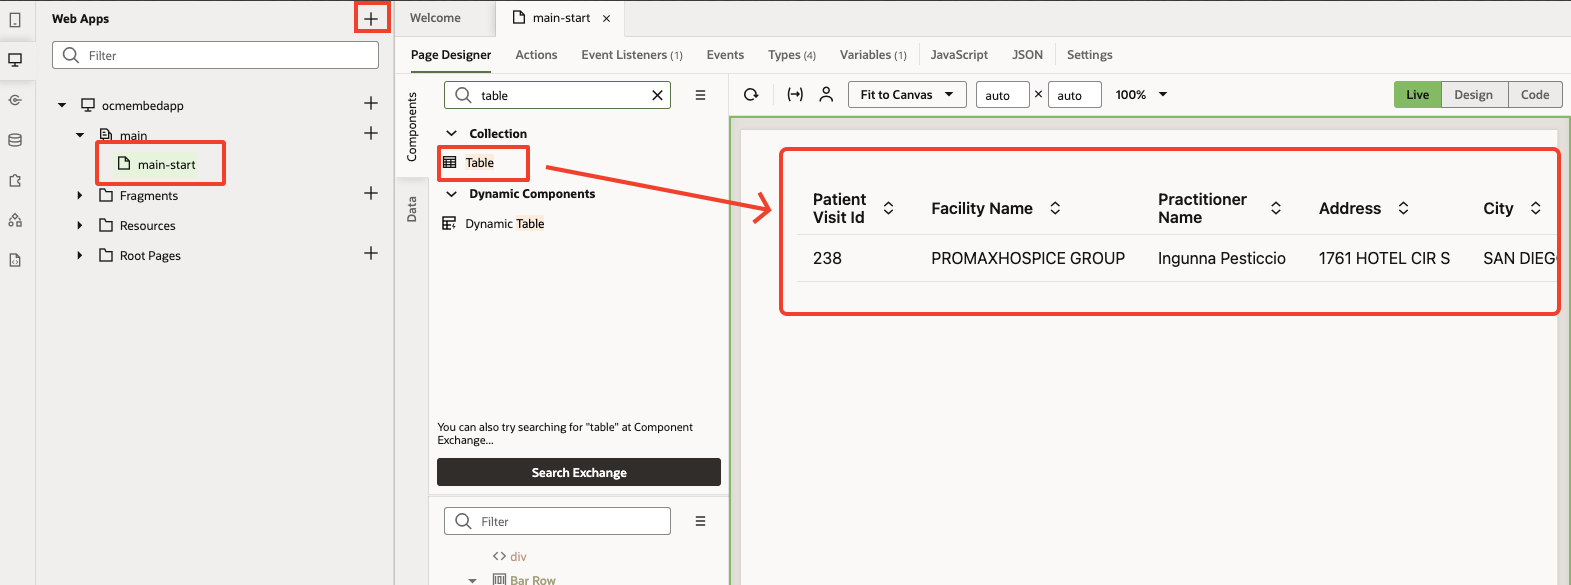 Web Apps
Filter
ocmembedapp
main
main-start
Fragments
Resources
Root Pages
Welcome
main-start
Page Designer Actions Event Listeners (1) Events Types (4) Variables (1) JavaScript JSON Settings
Components
Data
table
Collection
Table
Dynamic Components
Dynamic Table
You can also try searching for "table" at Component
Exchange...
Search Exchange
Filter
<> div
Bar Row
Fit to Canvas auto × auto 100% Live Design Code
Patient
Visit Id
Facility Name
Practitioner
Name
Address
City
238 PROMAXHOSPICE GROUP Ingunna Pesticcio 1761 HOTEL CIR S SAN DIEG